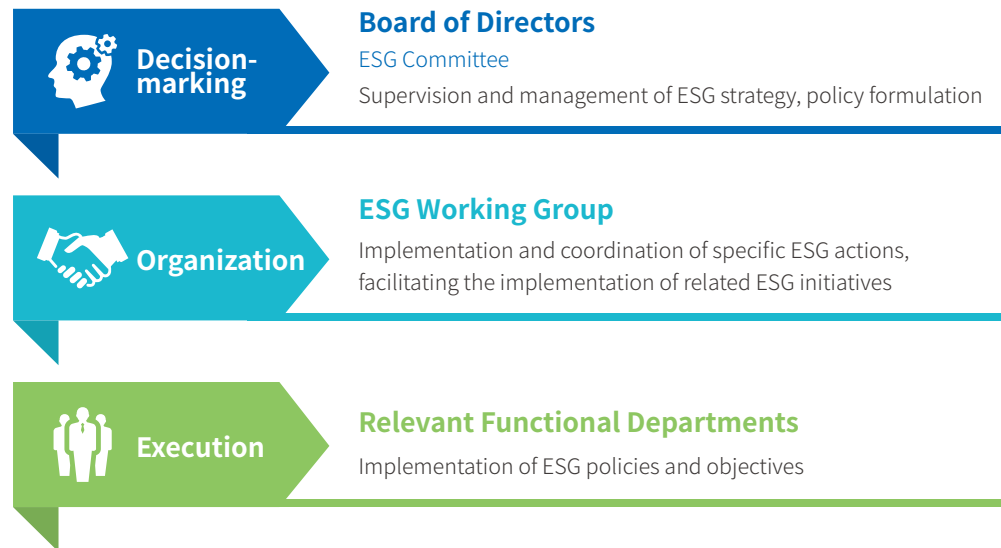 Decision-
marking
Board of Directors
ESG Committee
Supervision and management of ESG strategy, policy formulation
Organization
ESG Working Group
Implementation and coordination of specific ESG actions,
facilitating the implementation of related ESG initiatives
Execution
Relevant Functional Departments
Implementation of ESG policies and objectives